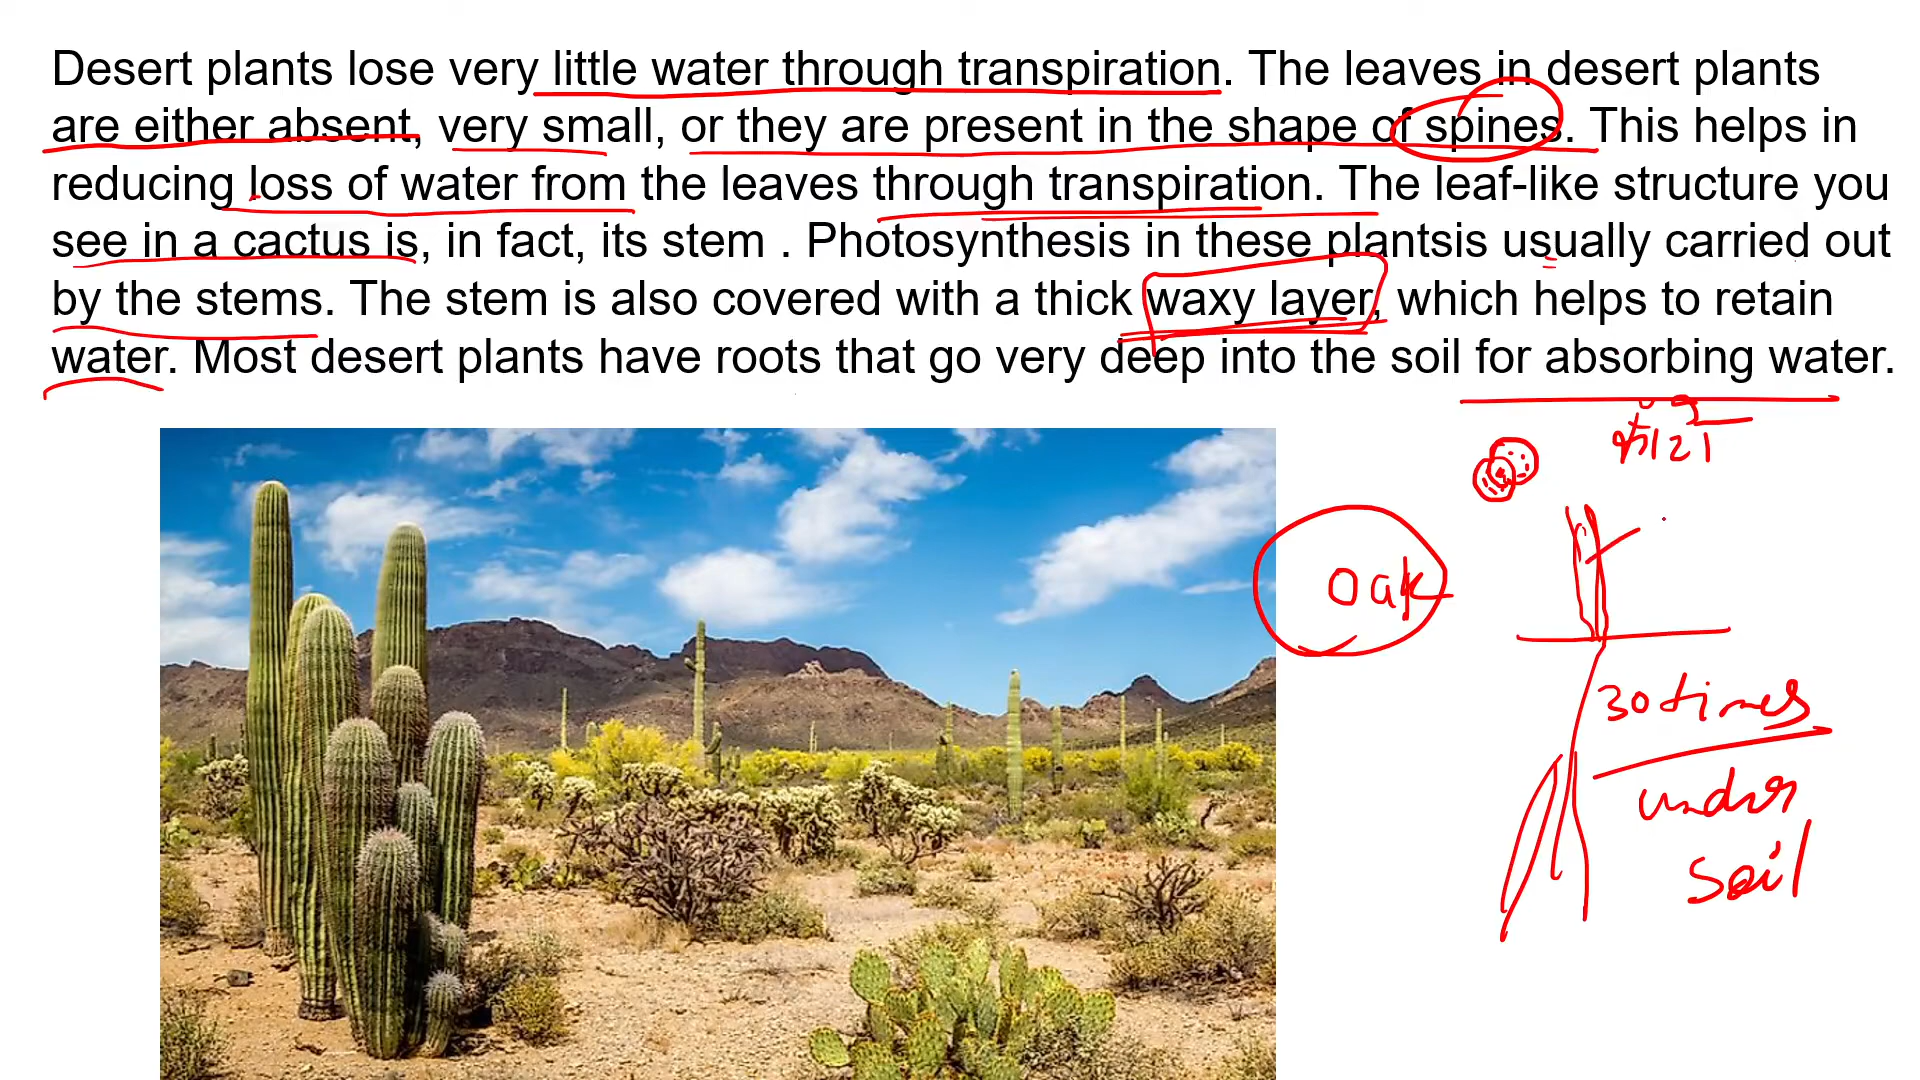 Desert plants lose very little water through transpiration. The leaves in desert plants
are either absent, very small, or they are present in the shape of spines. This helps in
reducing loss of water from the leaves through transpiration. The leaf-like structure you
see in a cactus is, in fact, its stem . Photosynthesis in these plantsis usually carried out
by the stems. The stem is also covered with a thick waxy layer, which helps to retain
water. Most desert plants have roots that go very deep into the soil for absorbing water.
oak
30 times
under
soil